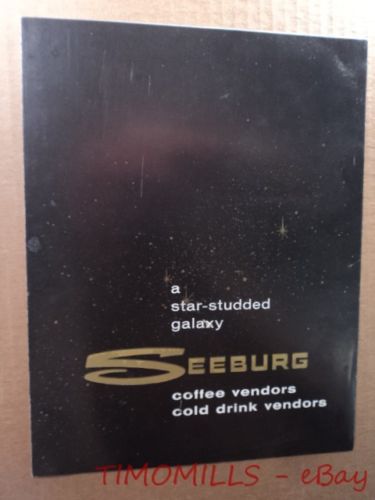 a
star-studded
galaxy
SEEBURG
coffee vendors
cold drink vendors
TIMOMILLS - eBay